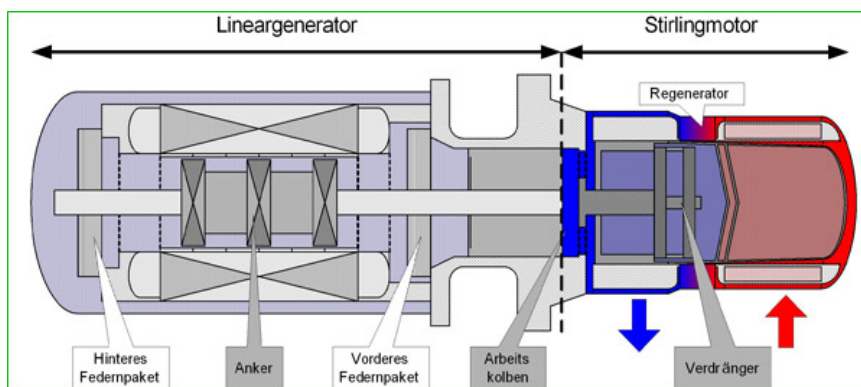 Lineargenerator
Stirlingmotor
Regenerator
Hinteres
Federnpaket
Anker
Vorderes
Federnpaket
Arbeits
kolben
Verdränger